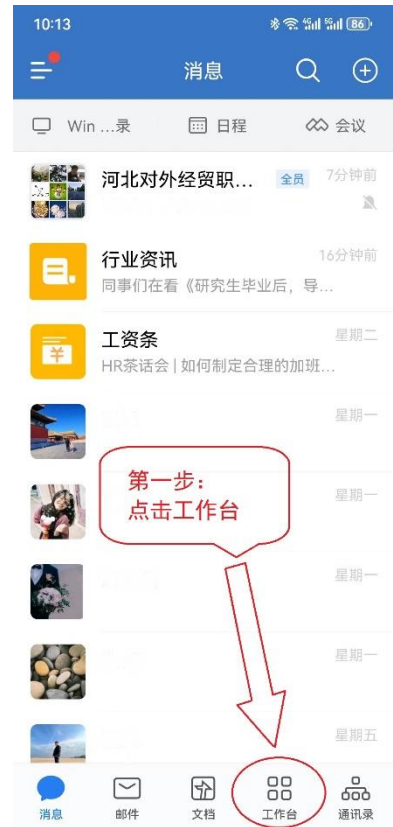 10:13
4G 5G 86
消息
Win ...录
日程
会议
河北对外经贸职... 全员 7分钟前
行业资讯 16分钟前
同事们在看《研究生毕业后，导...
工资条 星期二
HR茶话会 | 如何制定合理的加班...
星期一
第一步：
点击工作台
星期一
星期一
星期一
星期五
消息
邮件
文档
工作台
通讯录